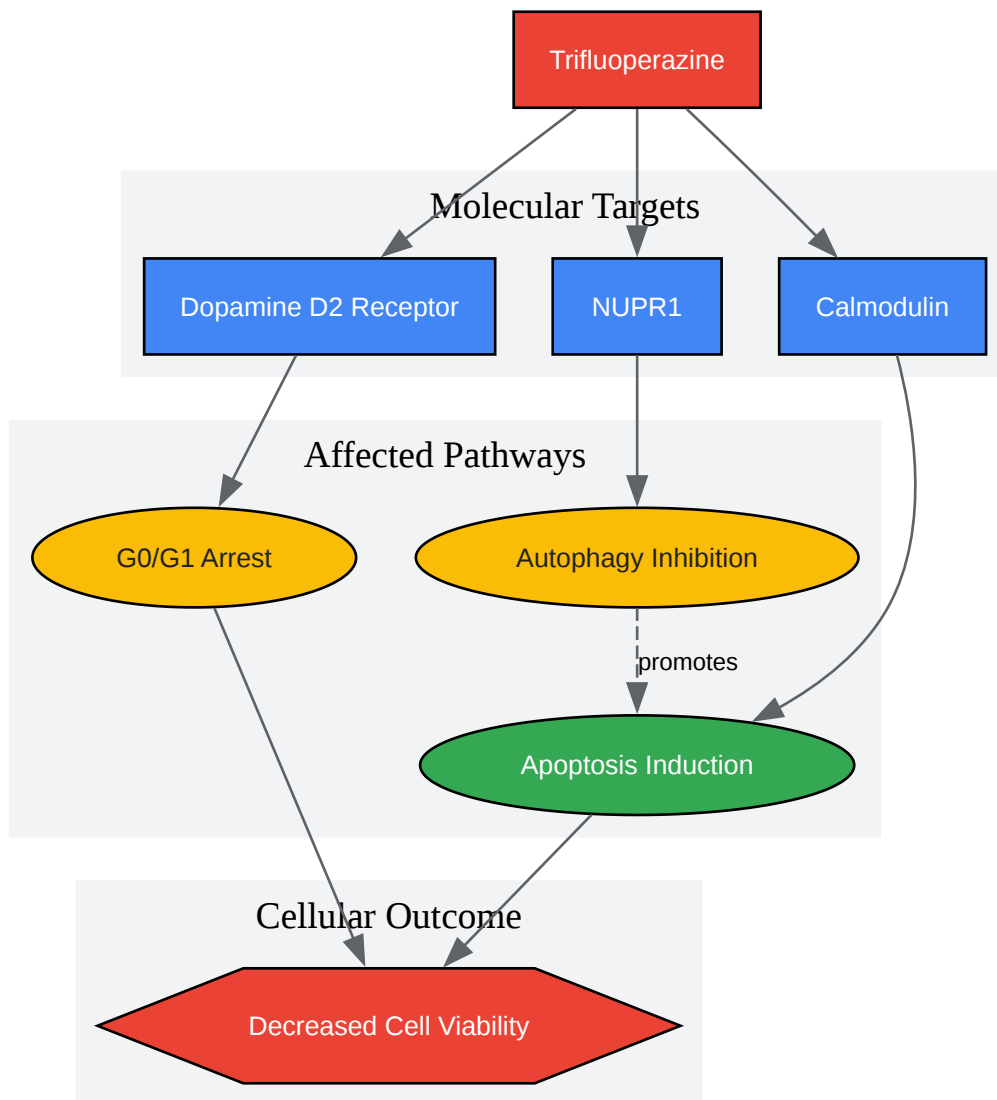 Trifluoperazine
Molecular Targets
Dopamine D2 Receptor
NUPR1
Calmodulin
Affected Pathways
G0/G1 Arrest
Autophagy Inhibition
promotes
Apoptosis Induction
Cellular Outcome
Decreased Cell Viability